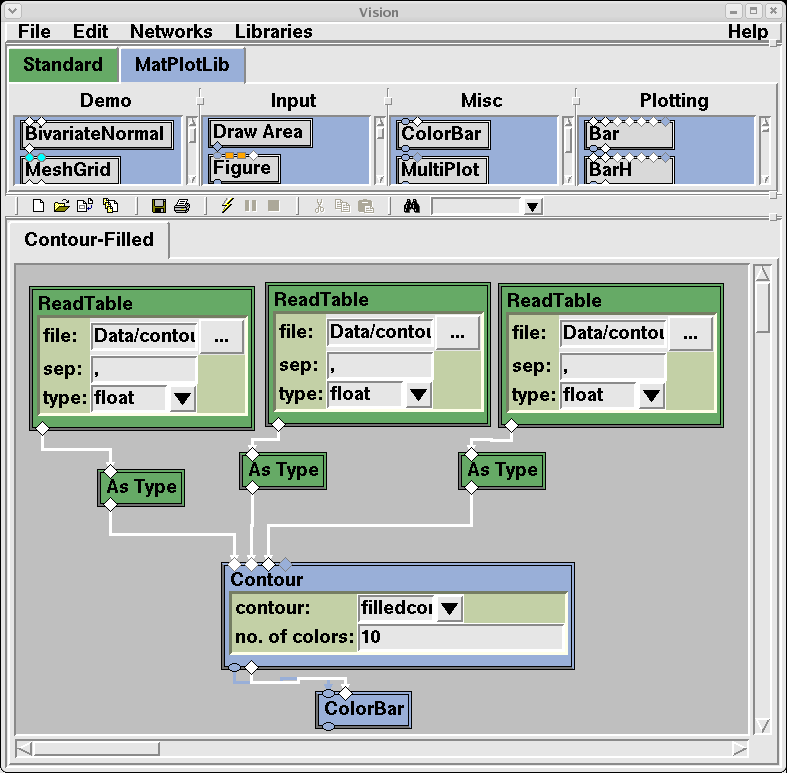 Vision
File Edit Networks Libraries Help
Standard MatPlotLib
Demo Input Misc Plotting
BivariateNormal Draw Area ColorBar Bar
MeshGrid Figure MultiPlot BarH
Contour-Filled
ReadTable ReadTable ReadTable
file: Data/contou ... file: Data/contou ... file: Data/contou ...
sep: , sep: , sep: ,
type: float type: float type: float
As Type As Type As Type
Contour
contour: filledcon
no. of colors: 10
ColorBar